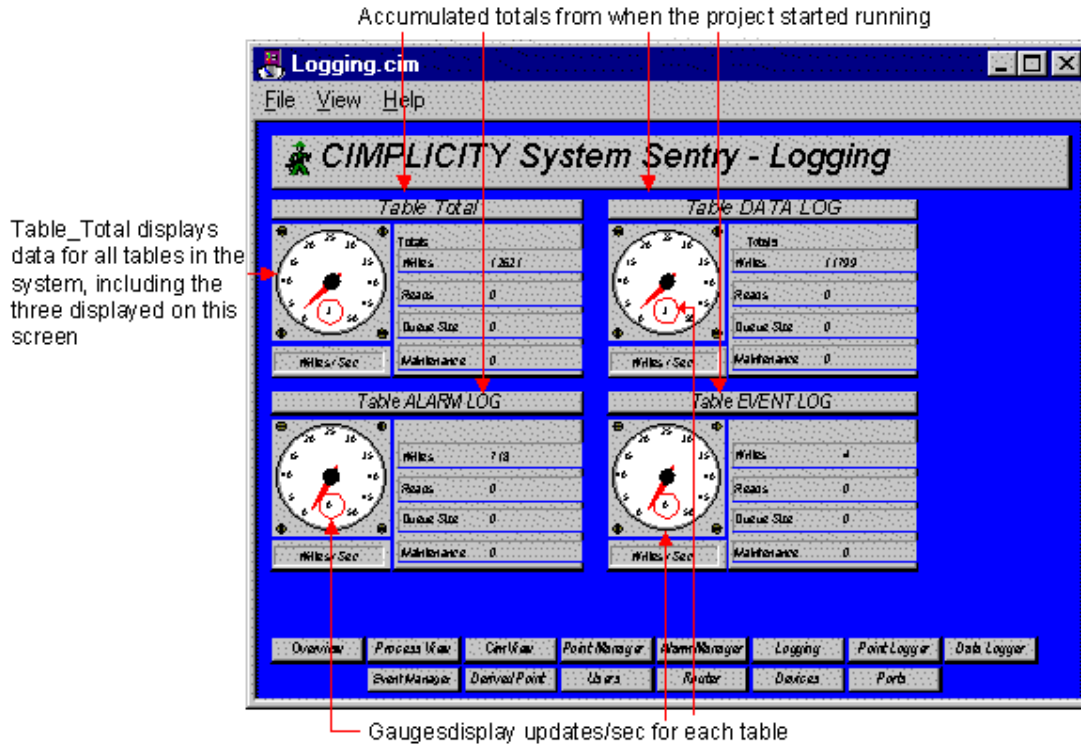 Accumulated totals from when the project started running
Logging.cim
File View Help
CIMPLICITY System Sentry - Logging
Table_Total displays
data for all tables in the
system, including the
three displayed on this
screen
Table Total
Totals
Writes 12621
Reads 0
Queue Size 0
Maintenance 0
Writes / Sec
Table DATA LOG
Totals
Writes 11799
Reads 0
Queue Size 0
Maintenance 0
Writes / Sec
Table ALARM LOG
Writes
Reads 0
Queue Size 0
Maintenance 0
Writes / Sec
Table EVENT LOG
Writes 4
Reads 0
Queue Size 0
Maintenance 0
Writes / Sec
Overview Process View CimView Point Manager Alarm Manager Logging Point Logger Data Logger
Event Manager Derived Point Users Router Devices Ports
Gaugesdisplay updates/sec for each table